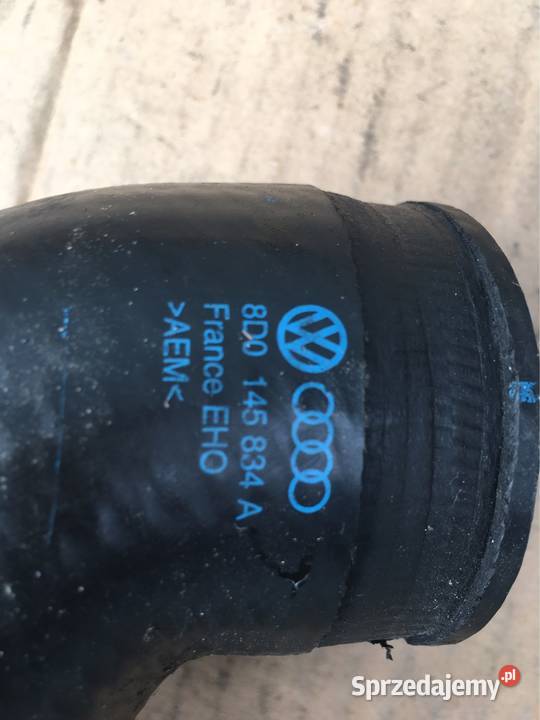 8D0 145 834 A
France EHO
>AEM<
Sprzedajemy.pl